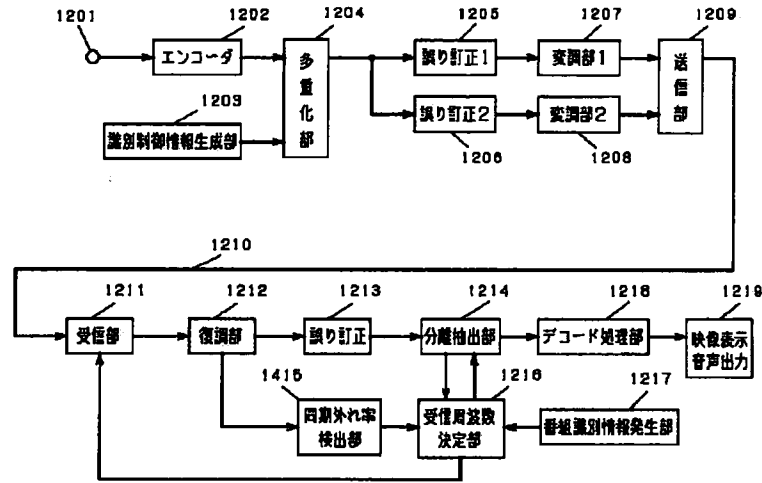 1201
1202
1204
1205
1207
1209
エンコーダ
多重化部
誤り訂正1
変調部1
送信部
1203
識別制御情報生成部
誤り訂正2
変調部2
1206
1208
1210
1211
1212
1213
1214
1218
1219
受信部
復調部
誤り訂正
分離抽出部
デコード処理部
映像表示
音声出力
1415
1216
1217
同期外れ率
検出部
受信周波数
決定部
番組識別情報発生部